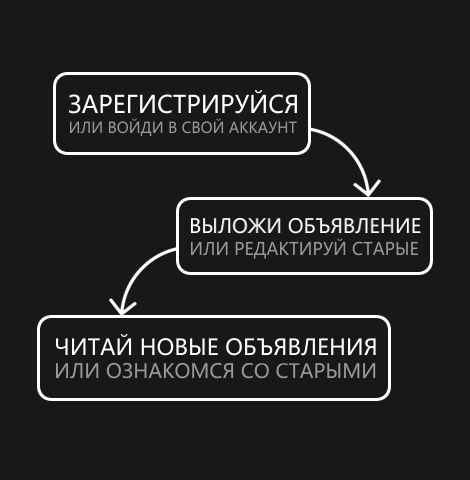 ЗАРЕГИСТРИРУЙСЯ
ИЛИ ВОЙДИ В СВОЙ АККАУНТ
ВЫЛОЖИ ОБЪЯВЛЕНИЕ
ИЛИ РЕДАКТИРУЙ СТАРЫЕ
ЧИТАЙ НОВЫЕ ОБЪЯВЛЕНИЯ
ИЛИ ОЗНАКОМСЯ СО СТАРЫМИ